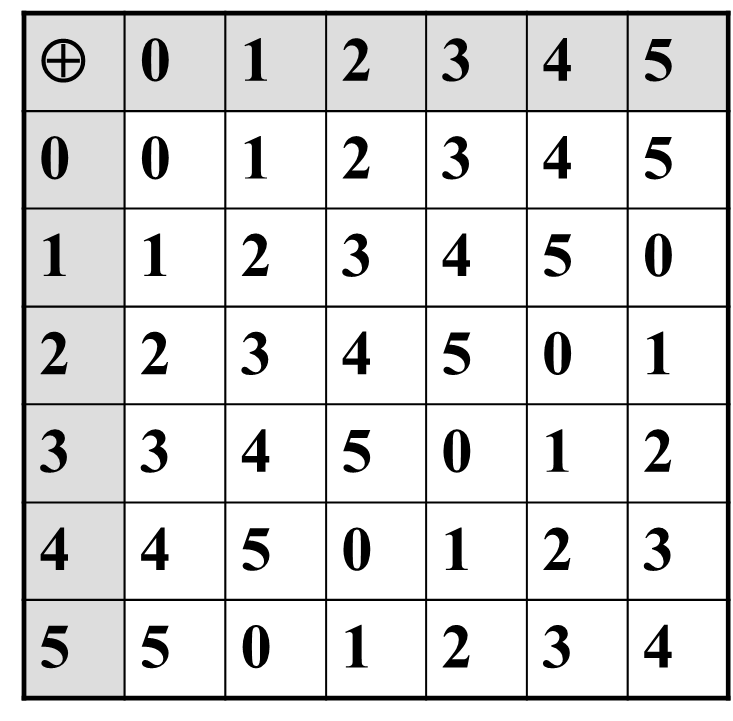 ⊕ 0 1 2 3 4 5
0 0 1 2 3 4 5
1 1 2 3 4 5 0
2 2 3 4 5 0 1
3 3 4 5 0 1 2
4 4 5 0 1 2 3
5 5 0 1 2 3 4